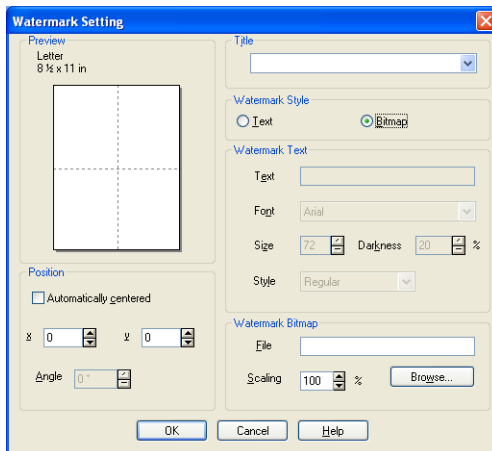 Watermark Setting
Preview
Letter
8 ½ x 11 in
Position
Automatically centered
x 0 y 0
Angle 0 °
Title
Watermark Style
Text Bitmap
Watermark Text
Text
Font Arial
Size 72 Darkness 20 %
Style Regular
Watermark Bitmap
File
Scaling 100 % Browse...
OK Cancel Help